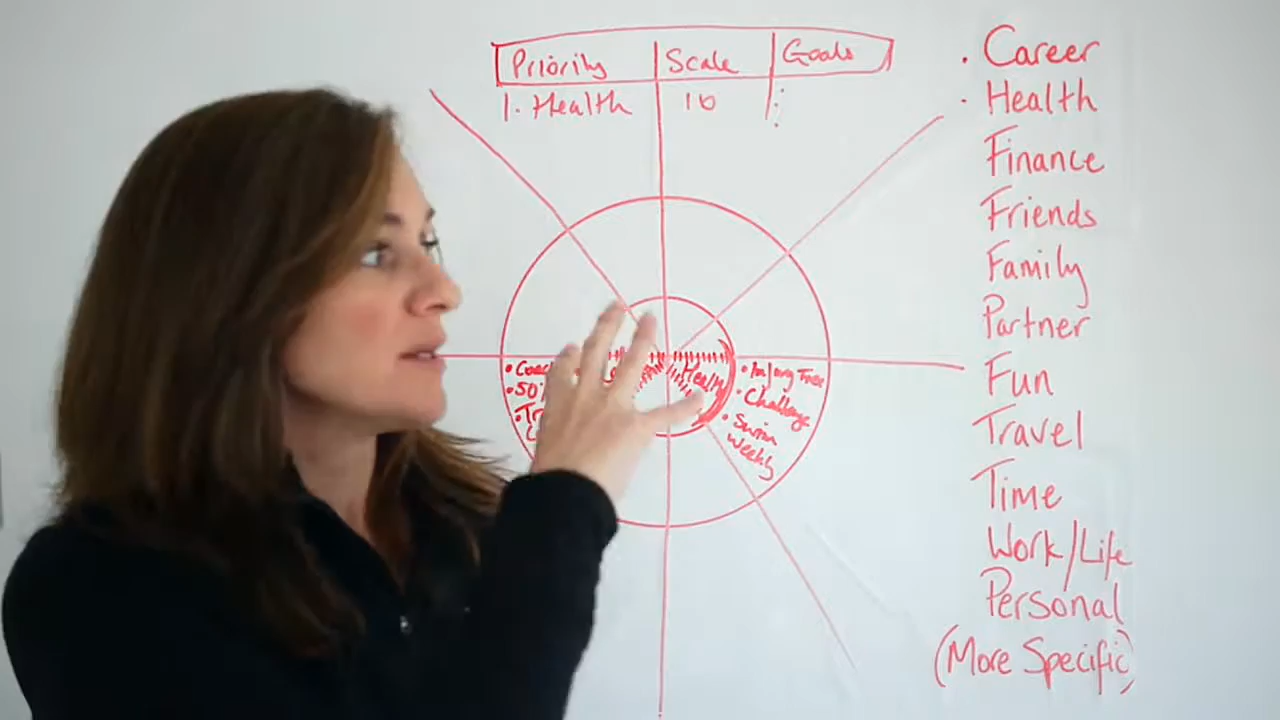 Priority Scale Goals
1. Health 10 :
• Career
• Health
Finance
Friends
Family
Partner
Fun
Travel
Time
Work/Life
Personal
(More Specific)
• 50
Health
• Challenge
• Swim
Weekly